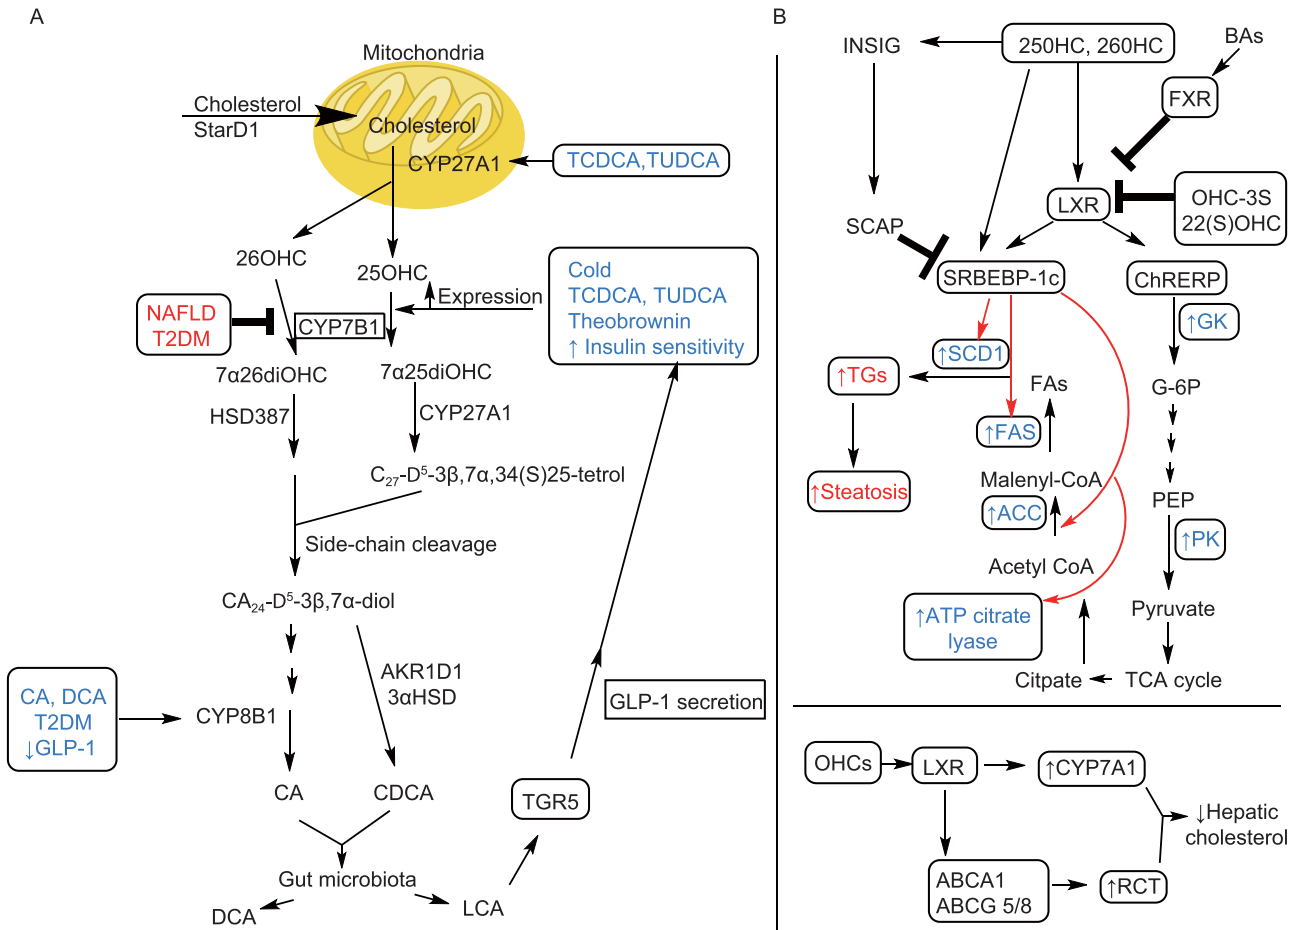 A
Mitochondria
Cholesterol
StarD1
Cholesterol
CYP27A1
TCDCA,TUDCA
26OHC
25OHC
Expression
Cold
TCDCA, TUDCA
Theobrownin
↑ Insulin sensitivity
NAFLD
T2DM
CYP7B1
7α26diOHC
7α25diOHC
HSD387
CYP27A1
C₂₇-D⁵-3β,7α,34(S)25-tetrol
Side-chain cleavage
CA₂₄-D⁵-3β,7α-diol
AKR1D1
3αHSD
CA, DCA
T2DM
↓GLP-1
CYP8B1
GLP-1 secretion
CA
CDCA
TGR5
Gut microbiota
DCA
LCA
B
INSIG
250HC, 260HC
BAs
FXR
LXR
OHC-3S
22(S)OHC
SCAP
SRBEBP-1c
ChRERP
↑GK
↑SCD1
↑TGs
FAs
G-6P
↑FAS
↑Steatosis
Malenyl-CoA
PEP
↑ACC
↑PK
Acetyl CoA
↑ATP citrate
lyase
Pyruvate
Citpate
TCA cycle
OHCs
LXR
↑CYP7A1
↓Hepatic
cholesterol
ABCA1
ABCG 5/8
↑RCT